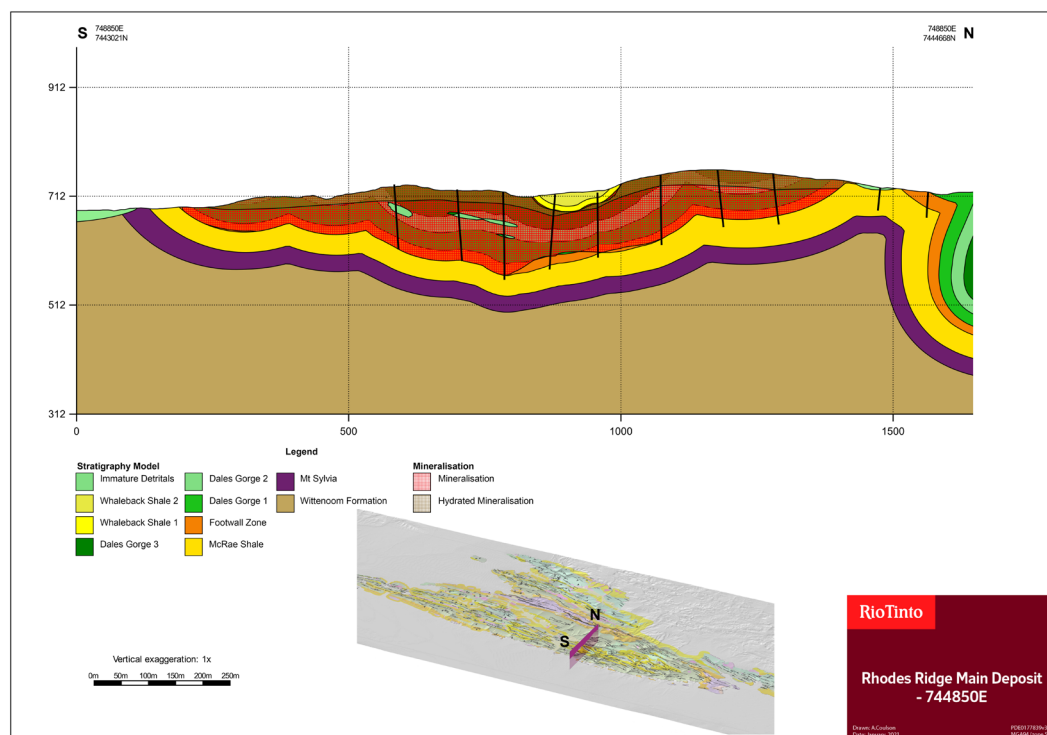 S 748850E
7443021N
748850E
7444668N N
912
712
512
312
0 500 1000 1500
Legend
Stratigraphy Model
Immature Detritals
Whaleback Shale 2
Whaleback Shale 1
Dales Gorge 3
Dales Gorge 2
Dales Gorge 1
Footwall Zone
McRae Shale
Mt Sylvia
Wittenoom Formation
Mineralisation
Mineralisation
Hydrated Mineralisation
N
S
Vertical exaggeration: 1x
0m 50m 100m 150m 200m 250m
RioTinto
Rhodes Ridge Main Deposit
- 744850E
Drawn: A.Coulson